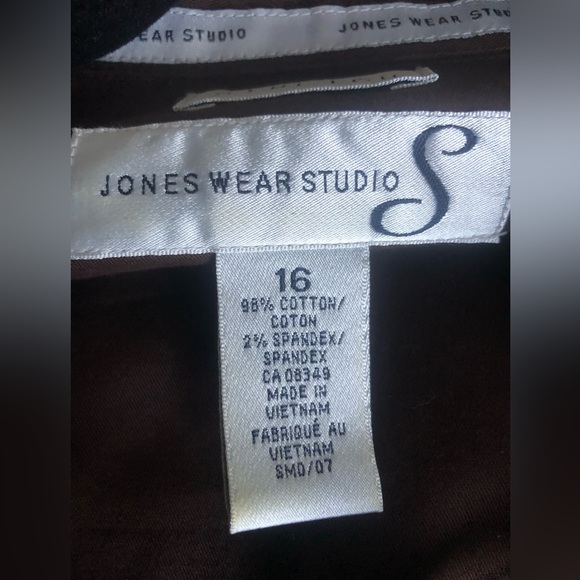 EAR STUDIO
JONES WEAR STUD
JONES WEAR STUDIO S
16
98% COTTON/
COTON
2% SPANDEX/
SPANDEX
CA 08349
MADE IN
VIETNAM
FABRIQUÉ AU
VIETNAM
SMD/07